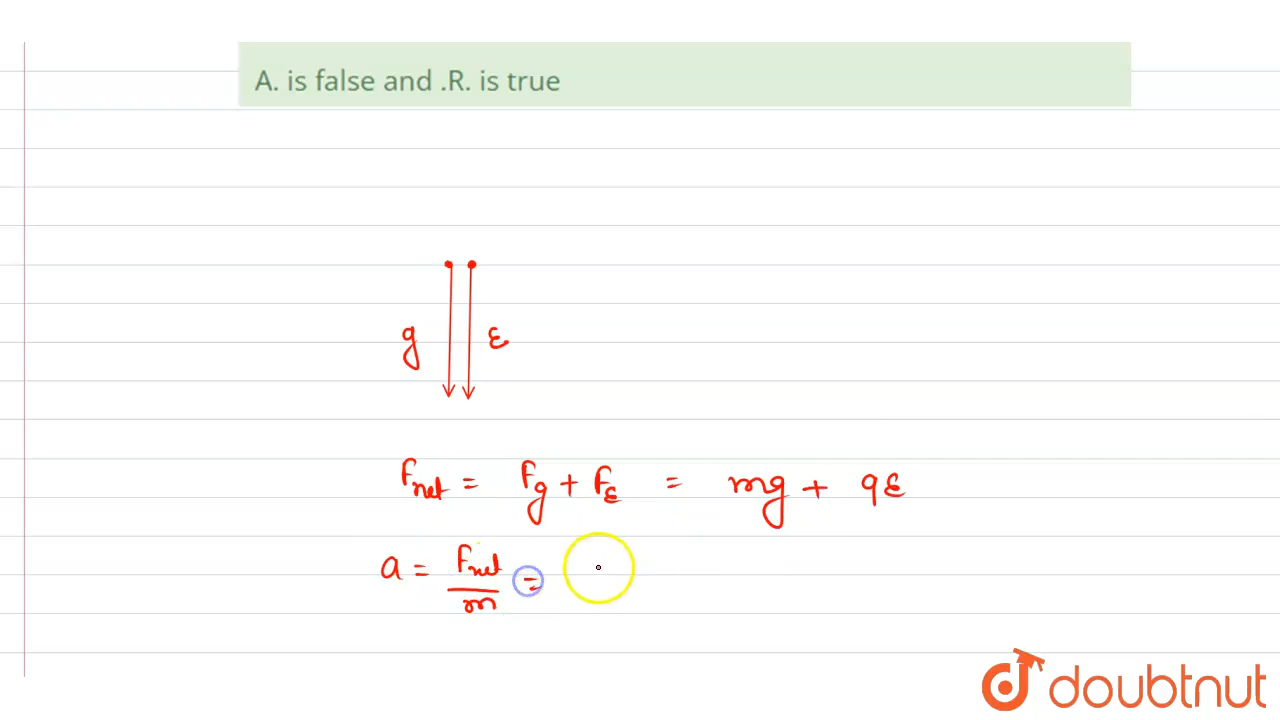 A. is false and .R. is true
g ε
Fnet = Fg + Fε = mg + qε
a = Fnet/m =
doubtnut